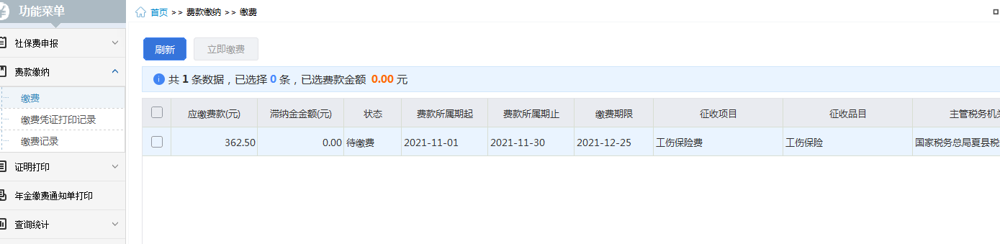 功能菜单
首页 >> 费款缴纳 >> 缴费
社保费申报
费款缴纳
缴费
缴费凭证打印记录
缴费记录
证明打印
年金缴费通知单打印
查询统计
刷新 立即缴费
共 1 条数据，已选择 0 条，已选费款金额 0.00 元
应缴费款(元) 滞纳金金额(元) 状态 费款所属期起 费款所属期止 缴费期限 征收项目 征收品目 主管税务机关
362.50 0.00 待缴费 2021-11-01 2021-11-30 2021-12-25 工伤保险费 工伤保险 国家税务总局夏县税